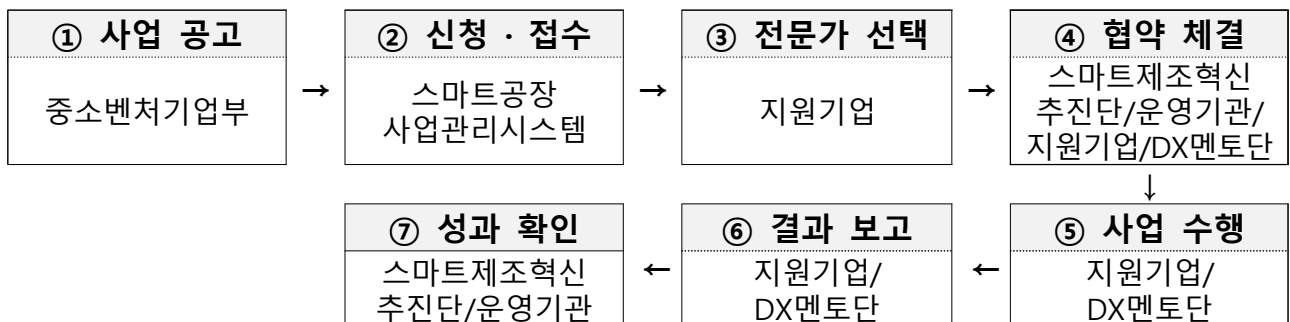 ① 사업 공고
중소벤처기업부
→
② 신청 · 접수
스마트공장
사업관리시스템
→
③ 전문가 선택
지원기업
→
④ 협약 체결
스마트제조혁신
추진단/운영기관/
지원기업/DX멘토단
↓
⑤ 사업 수행
지원기업/
DX멘토단
←
⑥ 결과 보고
지원기업/
DX멘토단
←
⑦ 성과 확인
스마트제조혁신
추진단/운영기관